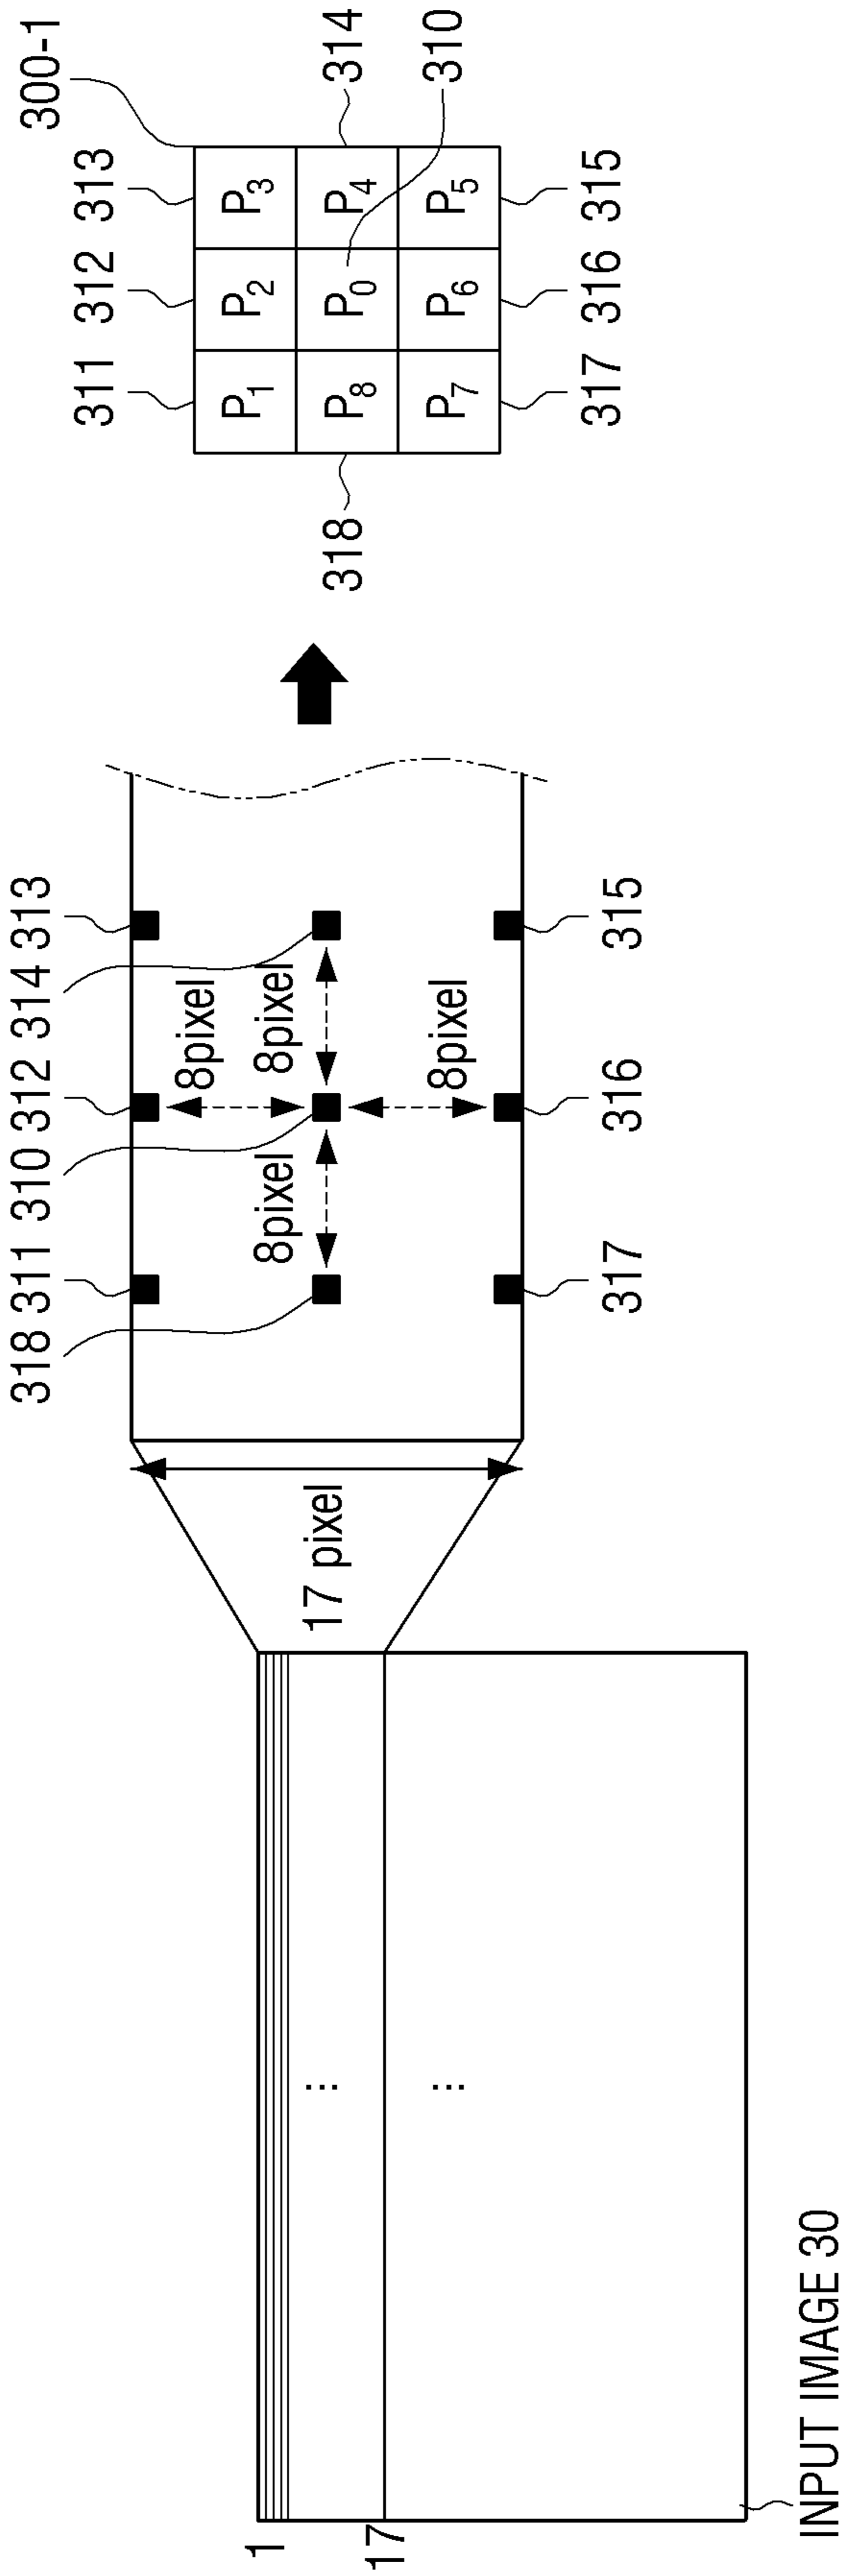 1
17
INPUT IMAGE 30
⋮
⋮
17 pixel
318 311 310 312 314 313
8pixel
8pixel 8pixel
8pixel
317 316 315
300-1
311 312 313
P1 P2 P3
318 P8 P0 P4 314
P7 P6 P5
310
317 316 315